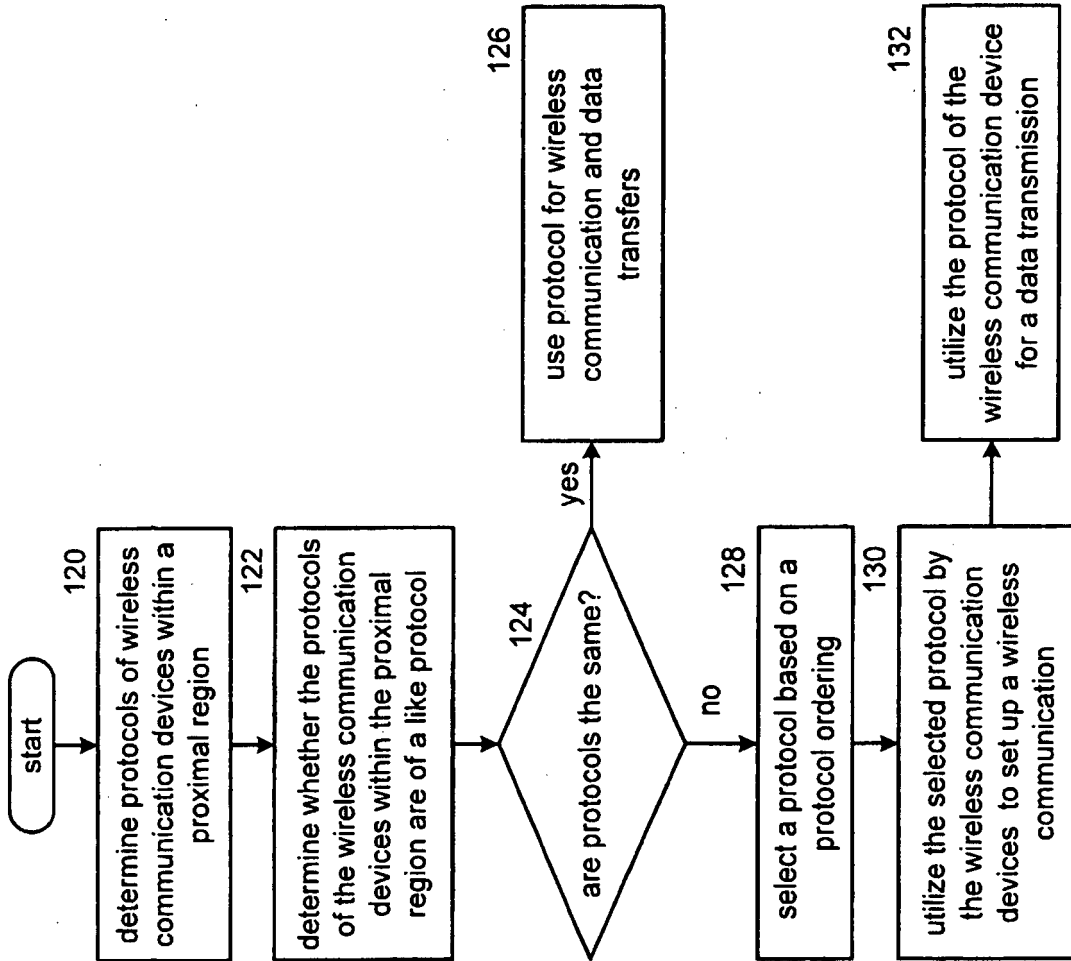 start
120
determine protocols of wireless
communication devices within a
proximal region
122
determine whether the protocols
of the wireless communication
devices within the proximal
region are of a like protocol
124
are protocols the same?
yes
126
use protocol for wireless
communication and data
transfers
no
128
select a protocol based on a
protocol ordering
130
utilize the selected protocol by
the wireless communication
devices to set up a wireless
communication
132
utilize the protocol of the
wireless communication device
for a data transmission